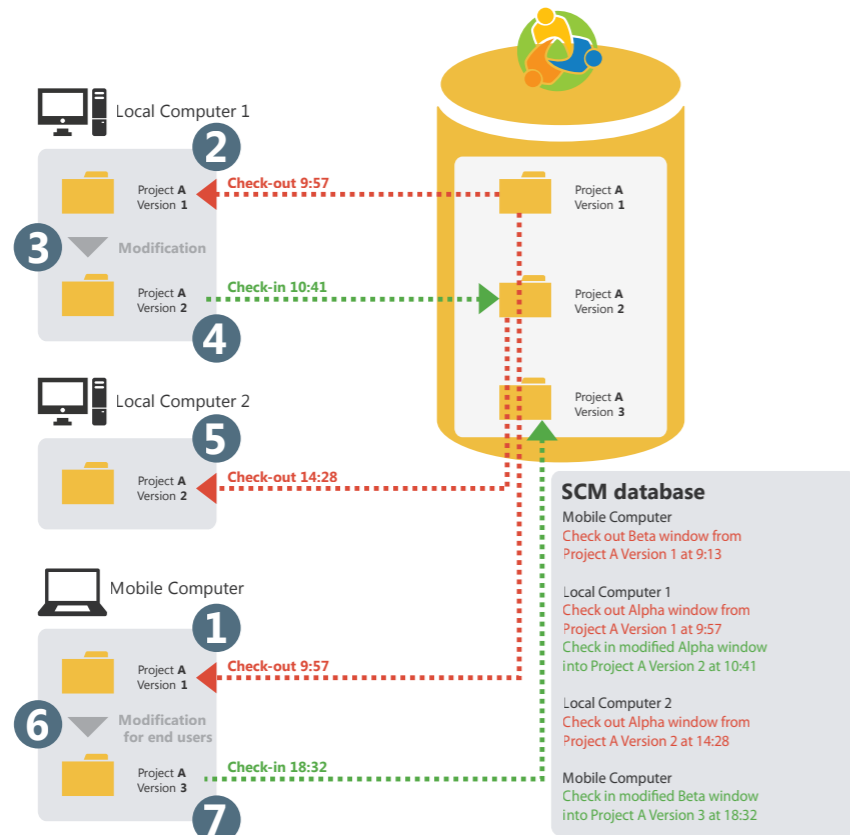 Local Computer 1
2
Check-out 9:57
Project A
Version 1
Project A
Version 1
3
Modification
Check-in 10:41
Project A
Version 2
Project A
Version 2
4
Project A
Version 3
Local Computer 2
5
Check-out 14:28
Project A
Version 2
Mobile Computer
1
Check-out 9:57
Project A
Version 1
6
Modification
for end users
Check-in 18:32
Project A
Version 3
7
SCM database
Mobile Computer
Check out Beta window from
Project A Version 1 at 9:13
Local Computer 1
Check out Alpha window from
Project A Version 1 at 9:57
Check in modified Alpha window
into Project A Version 2 at 10:41
Local Computer 2
Check out Alpha window from
Project A Version 2 at 14:28
Mobile Computer
Check in modified Beta window
into Project A Version 3 at 18:32